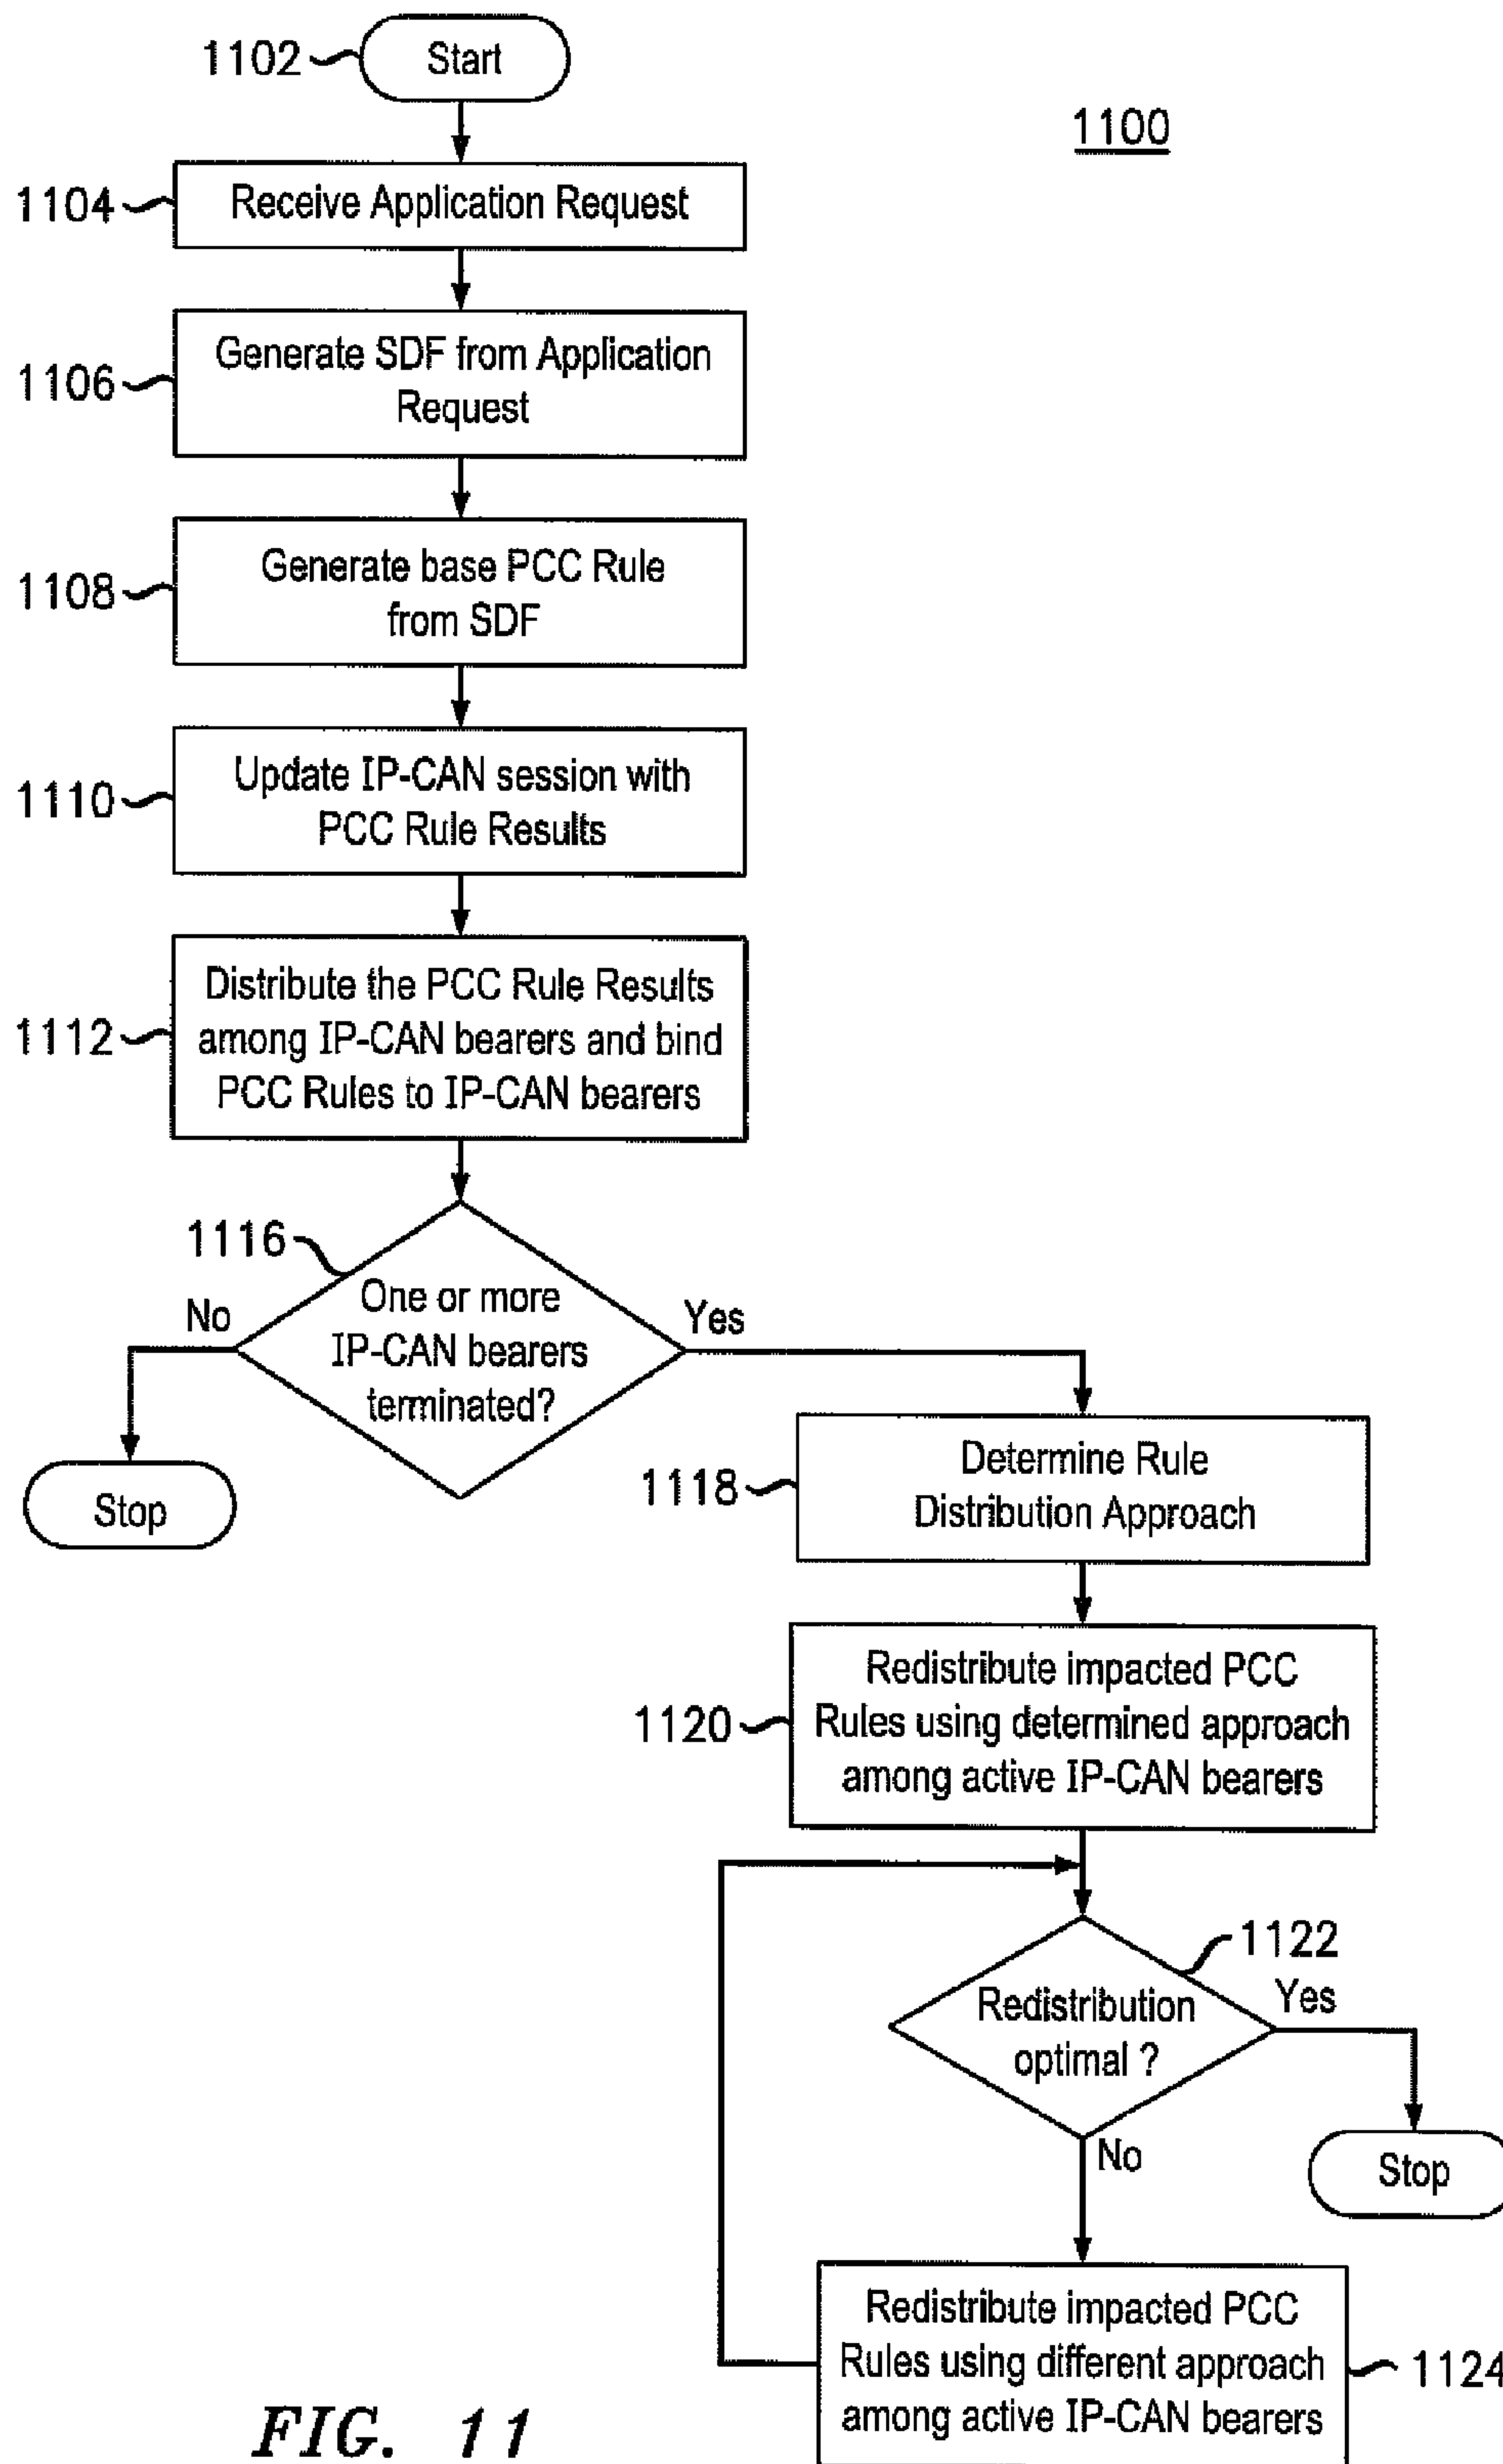 1102
Start
1100
1104
Receive Application Request
1106
Generate SDF from Application
Request
1108
Generate base PCC Rule
from SDF
1110
Update IP-CAN session with
PCC Rule Results
1112
Distribute the PCC Rule Results
among IP-CAN bearers and bind
PCC Rules to IP-CAN bearers
1116
One or more
IP-CAN bearers
terminated?
No
Yes
Stop
1118
Determine Rule
Distribution Approach
1120
Redistribute impacted PCC
Rules using determined approach
among active IP-CAN bearers
1122
Redistribution
optimal ?
Yes
No
Stop
Redistribute impacted PCC
Rules using different approach
among active IP-CAN bearers
1124
FIG. 11